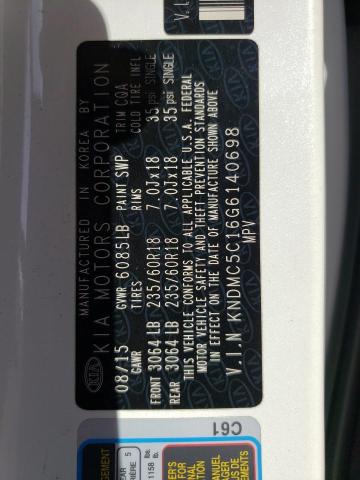 MANUFACTURED IN KOREA BY
KIA KIA MOTORS CORPORATION
08/15 GVWR 6085LB PAINT SWP TRIM CQA
GAWR TIRES RIMS COLD TIRE INFL
FRONT 3064 LB 235/60R18 7.0Jx18 35 psi SINGLE
REAR 3064 LB 235/60R18 7.0Jx18 35 psi SINGLE
THIS VEHICLE CONFORMS TO ALL APPLICABLE U.S.A. FEDERAL
MOTOR VEHICLE SAFETY AND THEFT PREVENTION STANDARDS
IN EFFECT ON THE DATE OF MANUFACTURE SHOWN ABOVE
V.I.N KNDMC5C16G6140698
MPV
C61